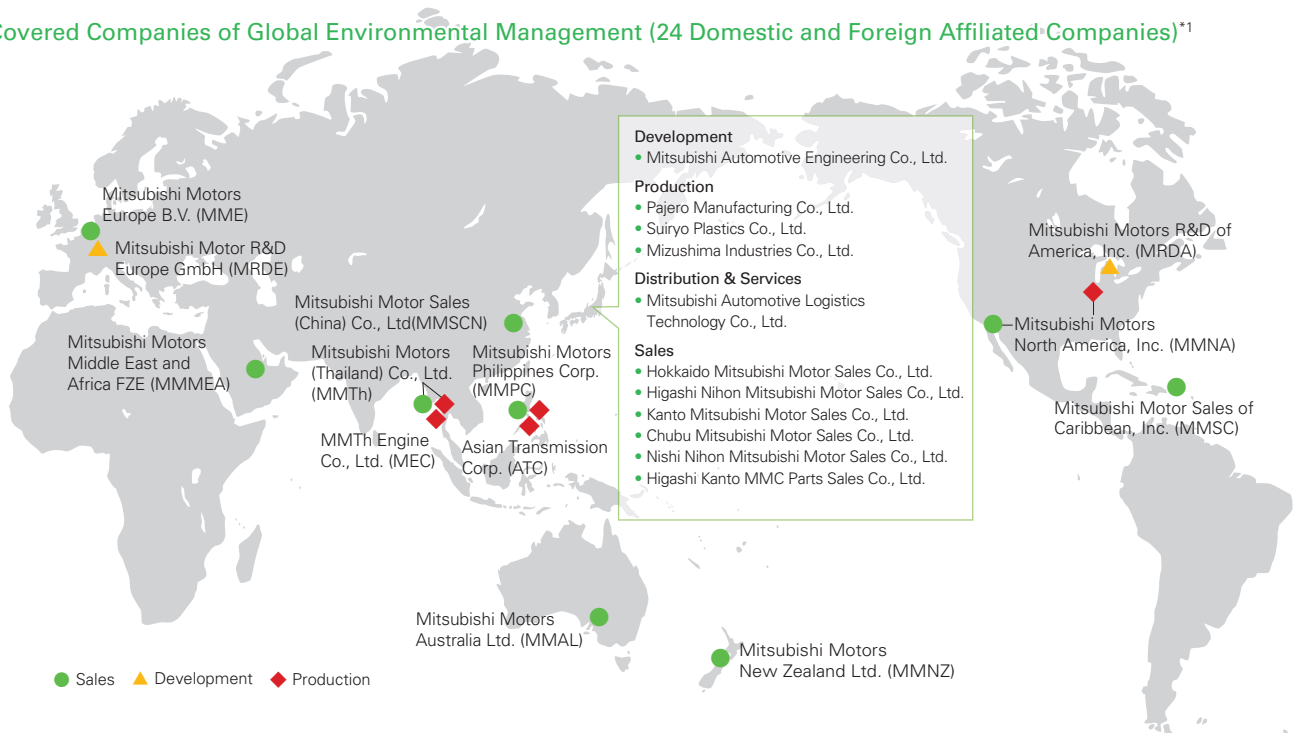 Covered Companies of Global Environmental Management (24 Domestic and Foreign Affiliated Companies)*1
Mitsubishi Motors
Europe B.V. (MME)
Mitsubishi Motor R&D
Europe GmbH (MRDE)
Mitsubishi Motors
Middle East and
Africa FZE (MMMEA)
Mitsubishi Motor Sales
(China) Co., Ltd(MMSCN)
Mitsubishi Motors
(Thailand) Co., Ltd.
(MMTh)
MMTh Engine
Co., Ltd. (MEC)
Mitsubishi Motors
Philippines Corp.
(MMPC)
Asian Transmission
Corp. (ATC)
Development
• Mitsubishi Automotive Engineering Co., Ltd.
Production
• Pajero Manufacturing Co., Ltd.
• Suiryo Plastics Co., Ltd.
• Mizushima Industries Co., Ltd.
Distribution & Services
• Mitsubishi Automotive Logistics
Technology Co., Ltd.
Sales
• Hokkaido Mitsubishi Motor Sales Co., Ltd.
• Higashi Nihon Mitsubishi Motor Sales Co., Ltd.
• Kanto Mitsubishi Motor Sales Co., Ltd.
• Chubu Mitsubishi Motor Sales Co., Ltd.
• Nishi Nihon Mitsubishi Motor Sales Co., Ltd.
• Higashi Kanto MMC Parts Sales Co., Ltd.
Mitsubishi Motors R&D of
America, Inc. (MRDA)
Mitsubishi Motors
North America, Inc. (MMNA)
Mitsubishi Motor Sales of
Caribbean, Inc. (MMSC)
Mitsubishi Motors
Australia Ltd. (MMAL)
Mitsubishi Motors
New Zealand Ltd. (MMNZ)
Sales Development Production